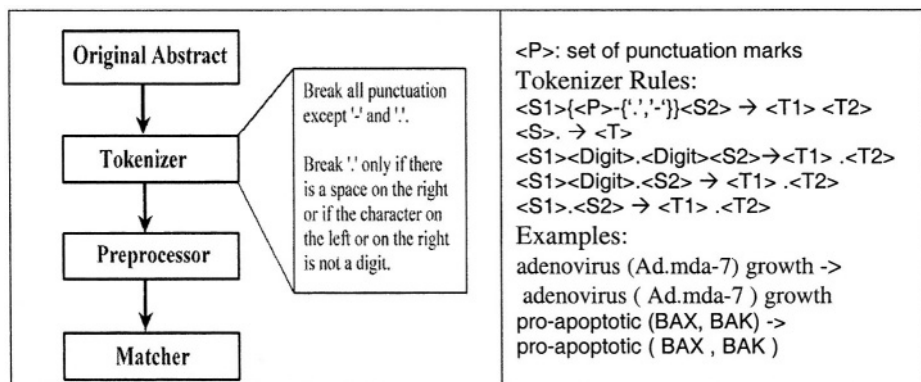 Original Abstract
Tokenizer
Preprocessor
Matcher
Break all punctuation
except '-' and '.'.
Break '.' only if there
is a space on the right
or if the character on
the left or on the right
is not a digit.
<P>: set of punctuation marks
Tokenizer Rules:
<S1>{<P>-{‘.’,’-‘}}<S2> → <T1> <T2>
<S>. → <T>
<S1><Digit>.<Digit><S2>→<T1> .<T2>
<S1><Digit>.<S2> → <T1> .<T2>
<S1>.<S2> → <T1> .<T2>
Examples:
adenovirus (Ad.mda-7) growth ->
adenovirus ( Ad.mda-7 ) growth
pro-apoptotic (BAX, BAK) ->
pro-apoptotic ( BAX , BAK )